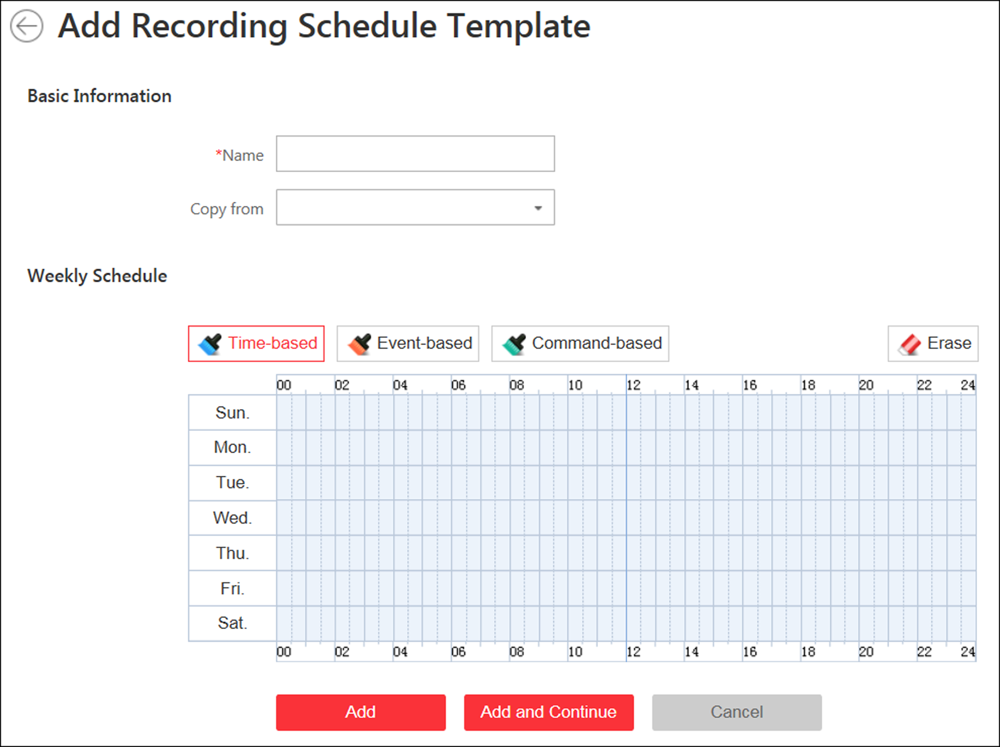 Add Recording Schedule Template
Basic Information
*Name
Copy from
Weekly Schedule
Time-based Event-based Command-based Erase
00 02 04 06 08 10 12 14 16 18 20 22 24
Sun.
Mon.
Tue.
Wed.
Thu.
Fri.
Sat.
00 02 04 06 08 10 12 14 16 18 20 22 24
Add Add and Continue Cancel